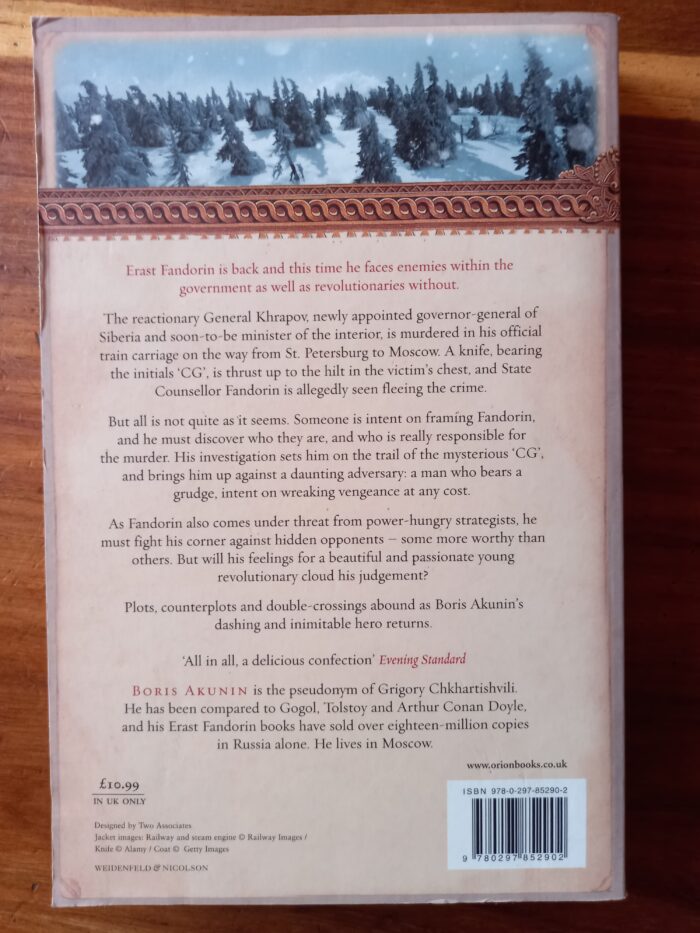 Erast Fandorin is back and this time he faces enemies within the
government as well as revolutionaries without.
The reactionary General Khrapov, newly appointed governor-general of
Siberia and soon-to-be minister of the interior, is murdered in his official
train carriage on the way from St. Petersburg to Moscow. A knife, bearing
the initials ‘CG’, is thrust up to the hilt in the victim’s chest, and State
Counsellor Fandorin is allegedly seen fleeing the crime.
But all is not quite as it seems. Someone is intent on framing Fandorin,
and he must discover who they are, and who is really responsible for
the murder. His investigation sets him on the trail of the mysterious ‘CG’,
and brings him up against a daunting adversary: a man who bears a
grudge, intent on wreaking vengeance at any cost.
As Fandorin also comes under threat from power-hungry strategists, he
must fight his corner against hidden opponents – some more worthy than
others. But will his feelings for a beautiful and passionate young
revolutionary cloud his judgement?
Plots, counterplots and double-crossings abound as Boris Akunin’s
dashing and inimitable hero returns.
‘All in all, a delicious confection’ Evening Standard
BORIS AKUNIN is the pseudonym of Grigory Chkhartishvili.
He has been compared to Gogol, Tolstoy and Arthur Conan Doyle,
and his Erast Fandorin books have sold over eighteen-million copies
in Russia alone. He lives in Moscow.
www.orionbooks.co.uk
£10.99
IN UK ONLY
Designed by Two Associates
Jacket images: Railway and steam engine © Railway Images /
Knife © Alamy / Coat © Getty Images
WEIDENFELD & NICOLSON
ISBN 978-0-297-85290-2
9 780297 852902